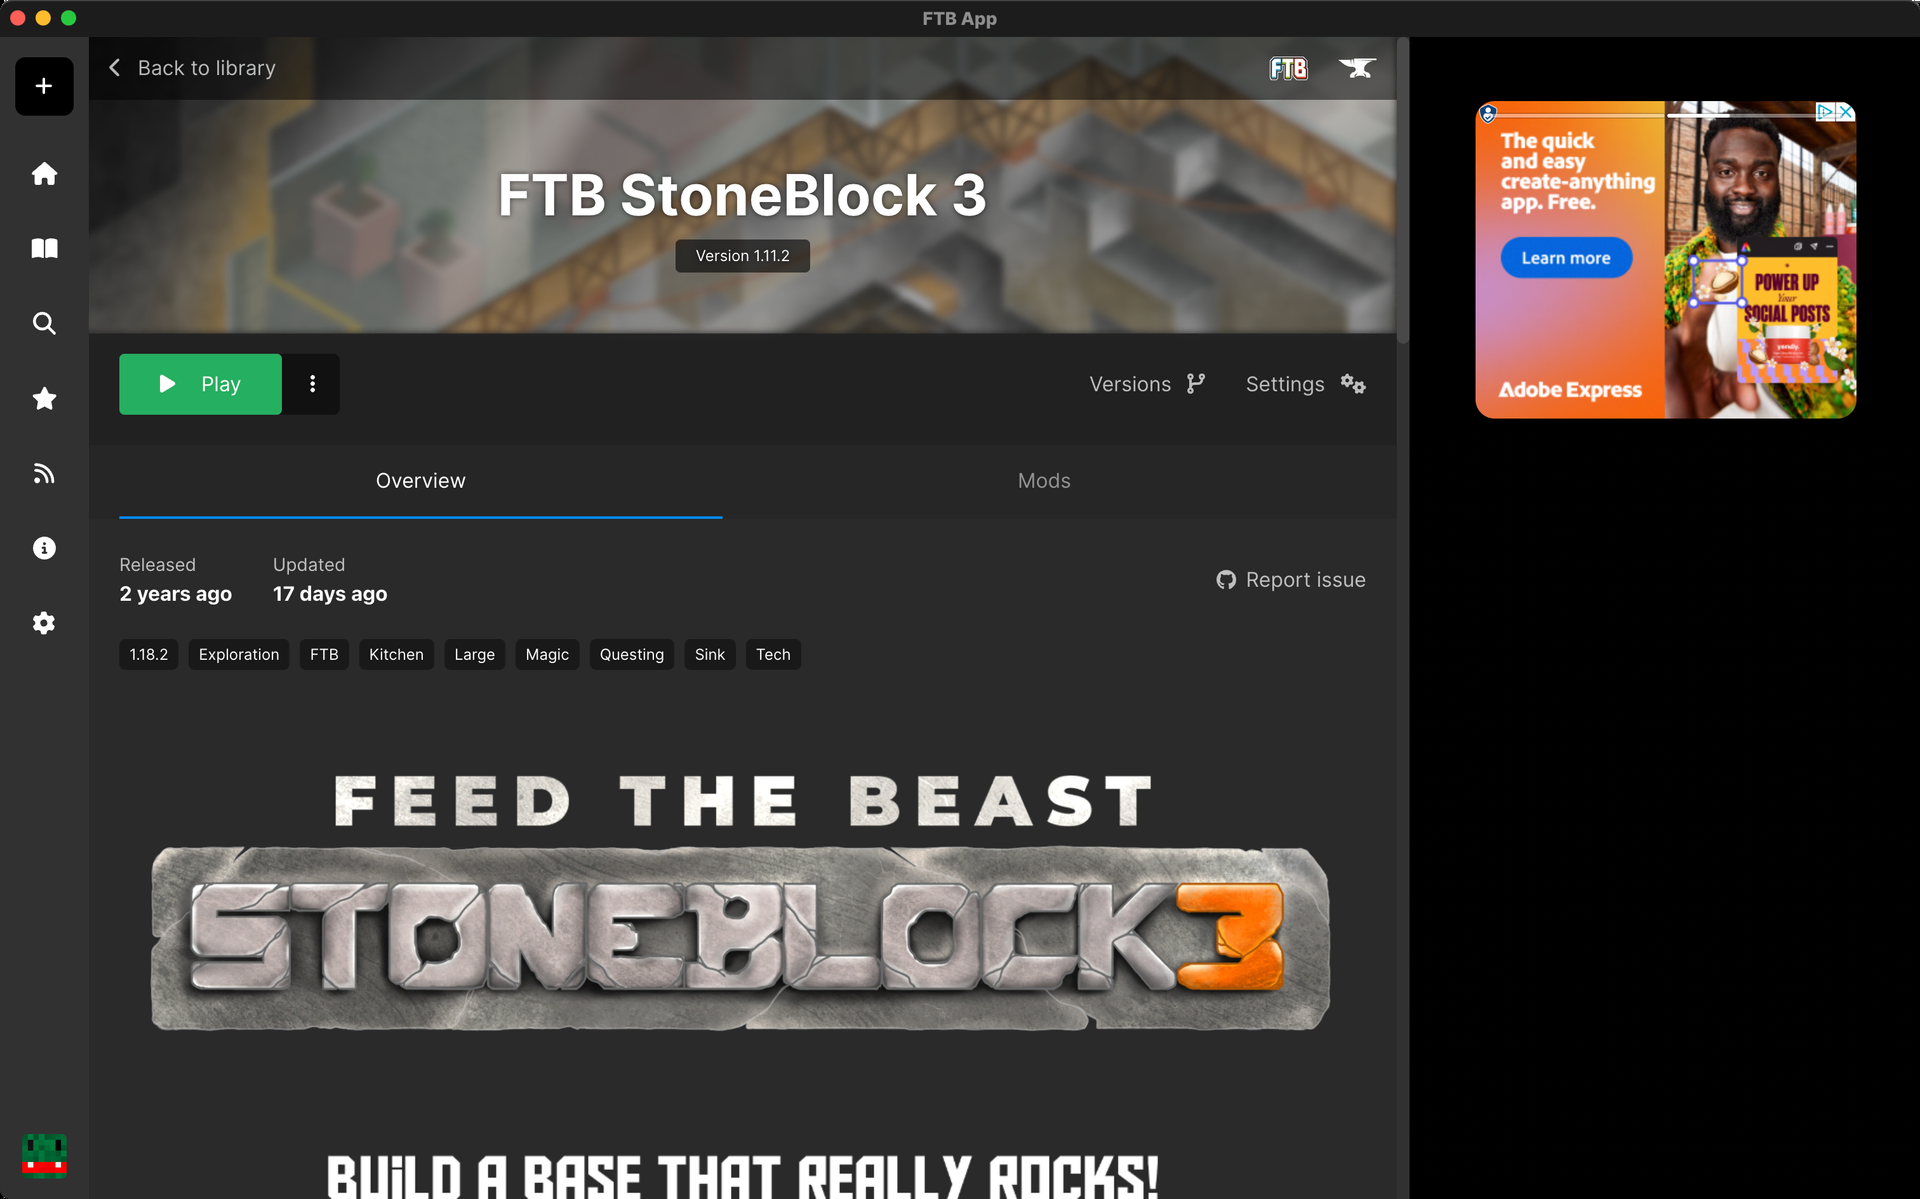 FTB App
Back to library
FTB
FTB StoneBlock 3
Version 1.11.2
Play
Versions
Settings
Overview
Mods
Released
Updated
2 years ago
17 days ago
Report issue
1.18.2
Exploration
FTB
Kitchen
Large
Magic
Questing
Sink
Tech
FEED THE BEAST
STONEBLOCK 3
BUILD A BASE THAT REALLY ROCKS!
The quick
and easy
create-anything
app. Free.
Learn more
Adobe Express
POWER UP
Your
SOCIAL POSTS